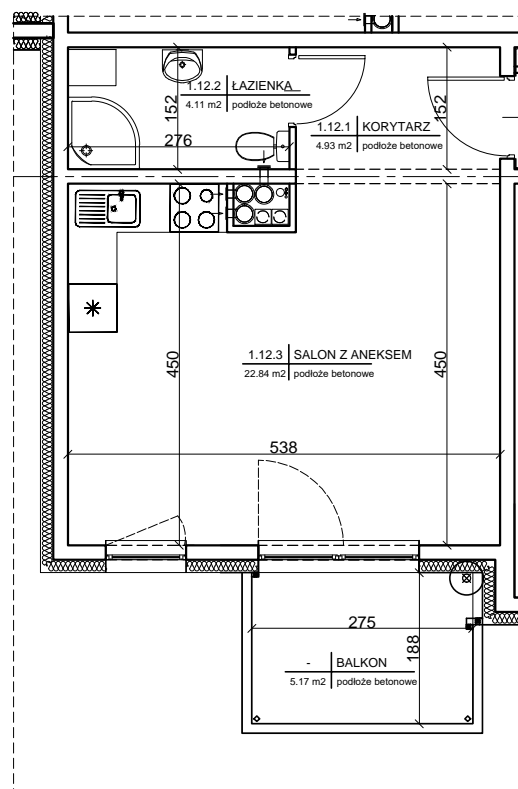 1.12.2 ŁAZIENKA
4.11 m2 podłoże betonowe
152
276
152
1.12.1 KORYTARZ
4.93 m2 podłoże betonowe
1.12.3 SALON Z ANEKSEM
22.84 m2 podłoże betonowe
450
450
538
275
188
- BALKON
5.17 m2 podłoże betonowe